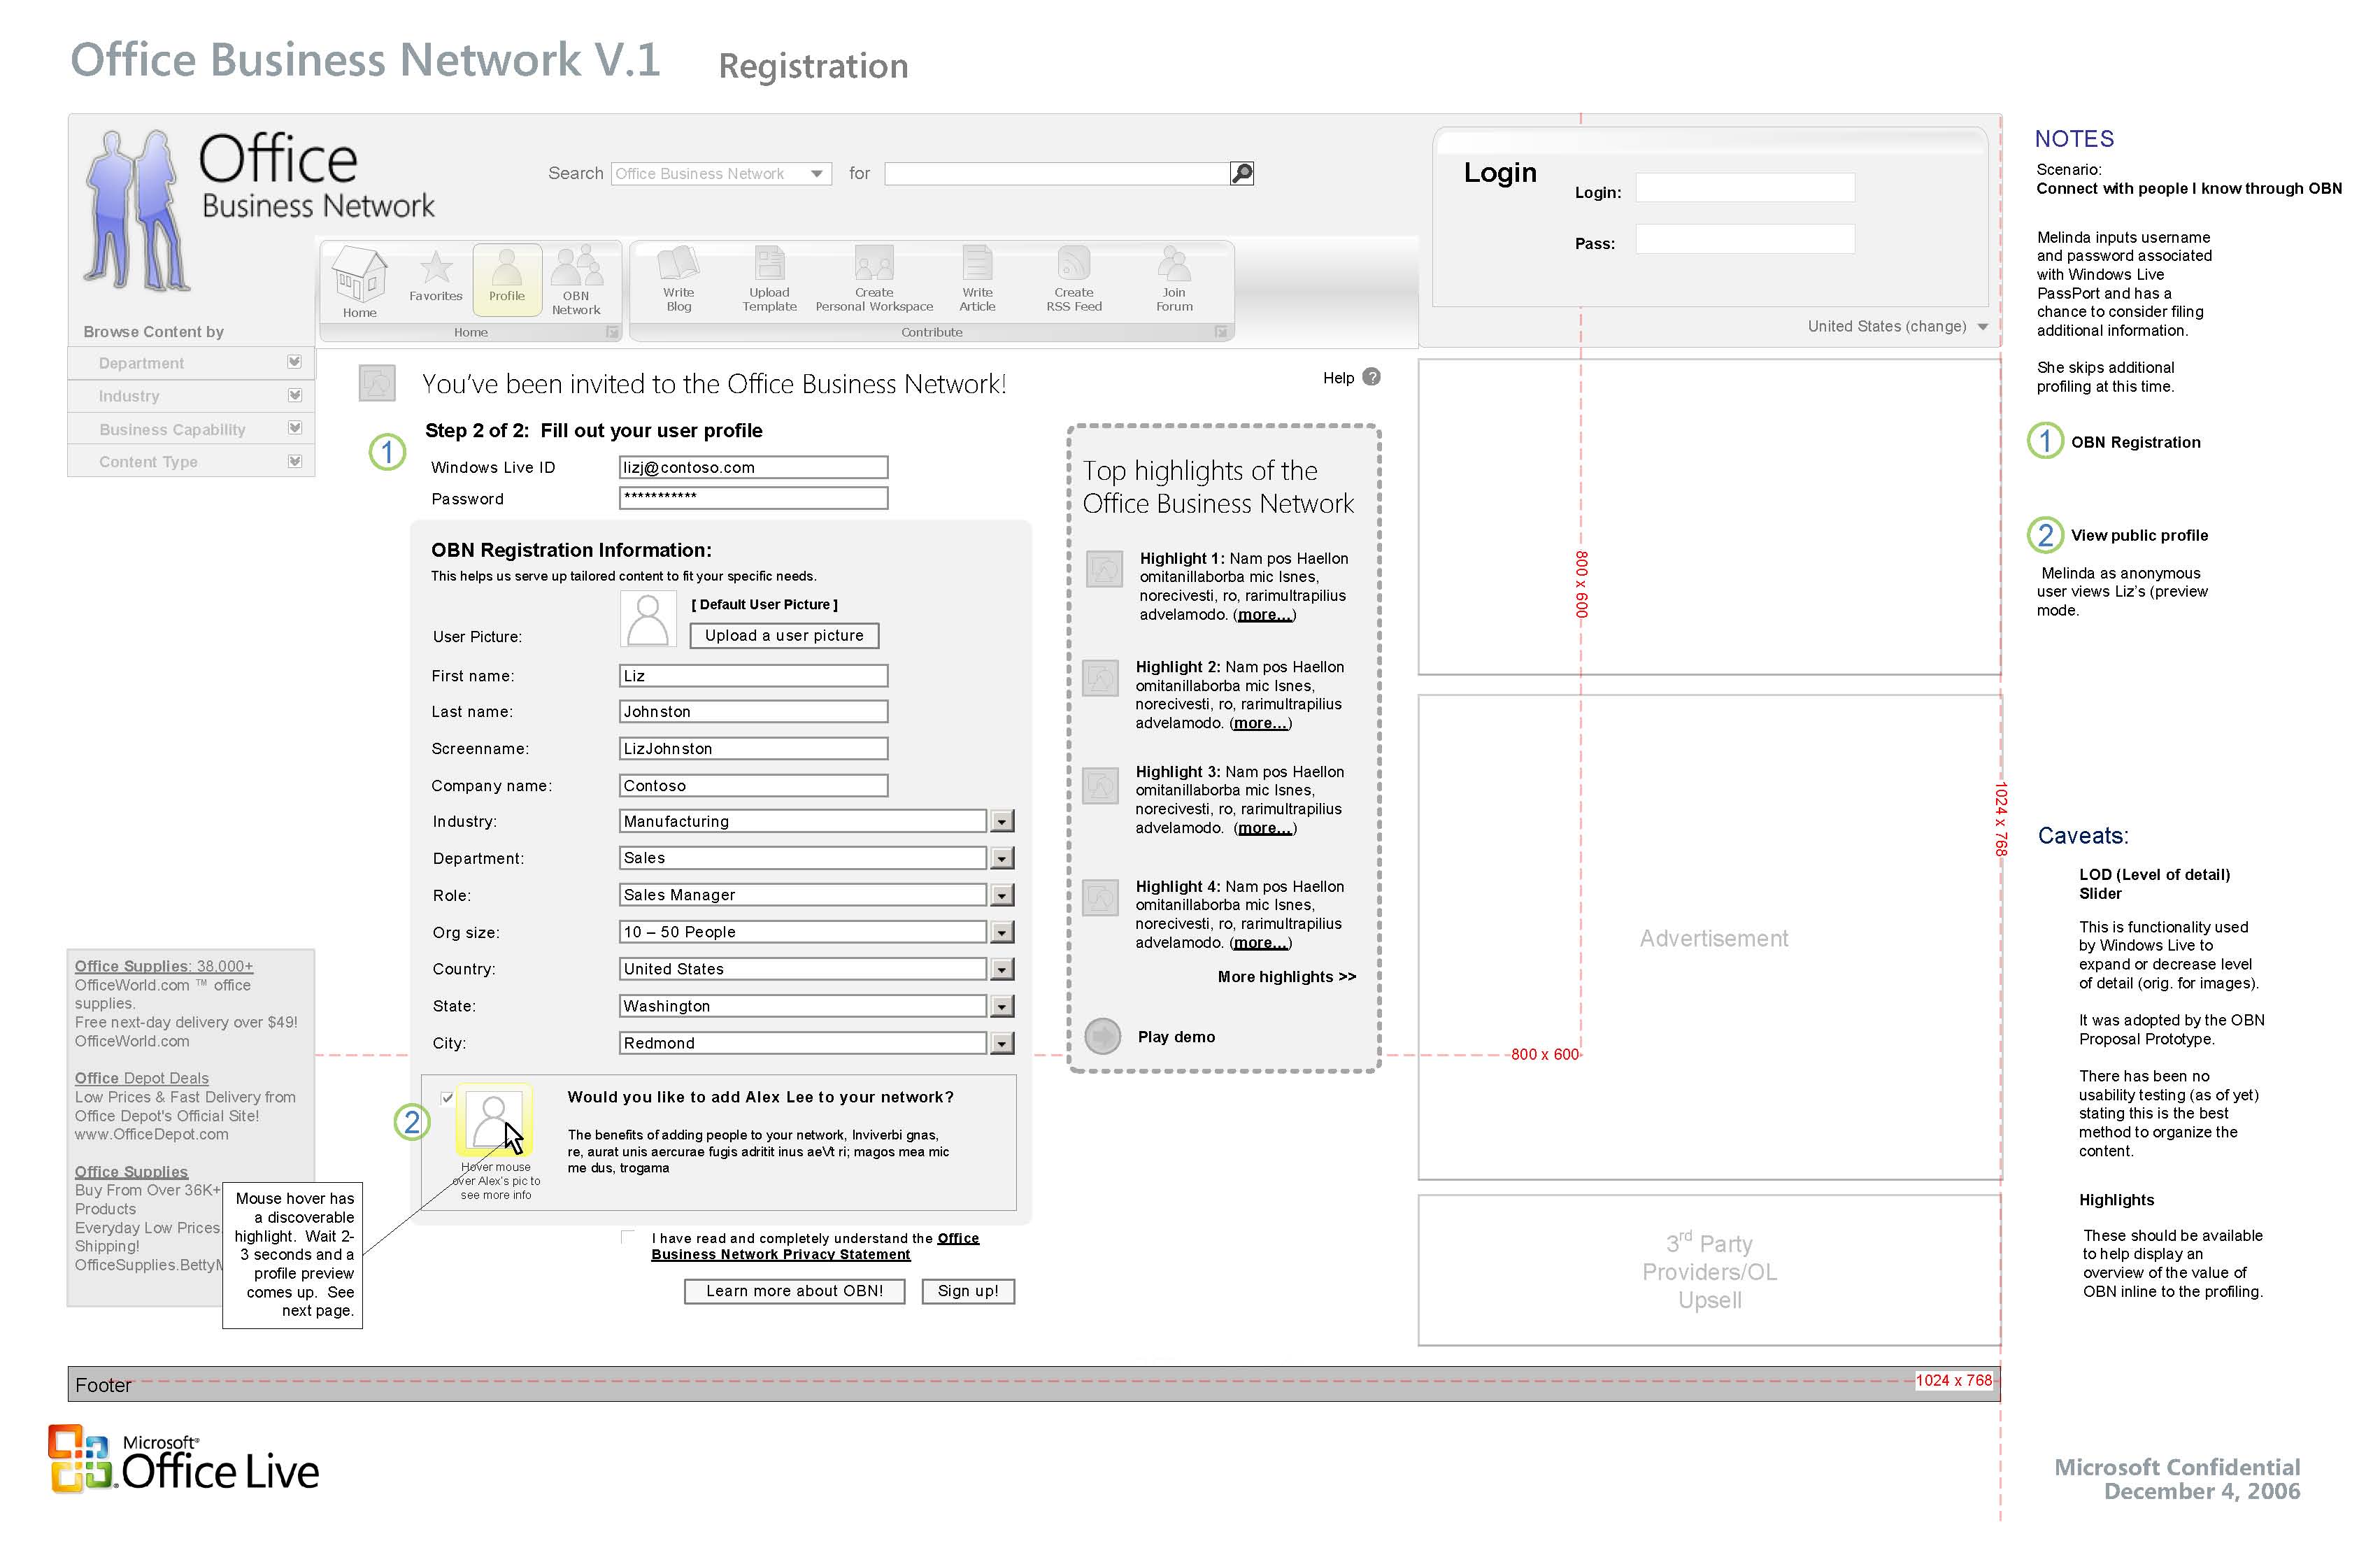 Office Business Network V.1 Registration
Office
Business Network
Search Office Business Network for
Login
Login:
Pass:
United States (change)
Home
Favorites
Profile
OBN
Network
Home
Write
Blog
Upload
Template
Create
Personal Workspace
Write
Article
Create
RSS Feed
Join
Forum
Contribute
Browse Content by
Department
Industry
Business Capability
Content Type
You've been invited to the Office Business Network!
Help ?
1
Step 2 of 2: Fill out your user profile
Windows Live ID lizj@contoso.com
Password ***********
OBN Registration Information:
This helps us serve up tailored content to fit your specific needs.
[ Default User Picture ]
User Picture: Upload a user picture
First name: Liz
Last name: Johnston
Screenname: LizJohnston
Company name: Contoso
Industry: Manufacturing
Department: Sales
Role: Sales Manager
Org size: 10 – 50 People
Country: United States
State: Washington
City: Redmond
2
Would you like to add Alex Lee to your network?
The benefits of adding people to your network, Inviverbi gnas,
re, aurat unis aercurae fugis adritit inus aeVt ri; magos mea mic
me dus, trogama
Hover mouse
over Alex's pic to
see more info
I have read and completely understand the Office
Business Network Privacy Statement
Learn more about OBN!
Sign up!
Top highlights of the
Office Business Network
Highlight 1: Nam pos Haellon
omitanillaborba mic Isnes,
norecivesti, ro, rarimultrapilius
advelamodo. (more...)
Highlight 2: Nam pos Haellon
omitanillaborba mic Isnes,
norecivesti, ro, rarimultrapilius
advelamodo. (more...)
Highlight 3: Nam pos Haellon
omitanillaborba mic Isnes,
norecivesti, ro, rarimultrapilius
advelamodo. (more...)
Highlight 4: Nam pos Haellon
omitanillaborba mic Isnes,
norecivesti, ro, rarimultrapilius
advelamodo. (more...)
More highlights >>
Play demo
Office Supplies: 38,000+
OfficeWorld.com ™ office
supplies.
Free next-day delivery over $49!
OfficeWorld.com
Office Depot Deals
Low Prices & Fast Delivery from
Office Depot's Official Site!
www.OfficeDepot.com
Office Supplies
Buy From Over 36K+
Products
Everyday Low Prices.
Shipping!
OfficeSupplies.Betty
Mouse hover has
a discoverable
highlight. Wait 2-
3 seconds and a
profile preview
comes up. See
next page.
800 x 600
800 x 600
1024 x 768
Advertisement
3rd Party
Providers/OL
Upsell
Footer
1024 x 768
NOTES
Scenario:
Connect with people I know through OBN
Melinda inputs username
and password associated
with Windows Live
PassPort and has a
chance to consider filing
additional information.
She skips additional
profiling at this time.
1 OBN Registration
2 View public profile
Melinda as anonymous
user views Liz's (preview
mode.
Caveats:
LOD (Level of detail)
Slider
This is functionality used
by Windows Live to
expand or decrease level
of detail (orig. for images).
It was adopted by the OBN
Proposal Prototype.
There has been no
usability testing (as of yet)
stating this is the best
method to organize the
content.
Highlights
These should be available
to help display an
overview of the value of
OBN inline to the profiling.
Microsoft®
Office Live
Microsoft Confidential
December 4, 2006